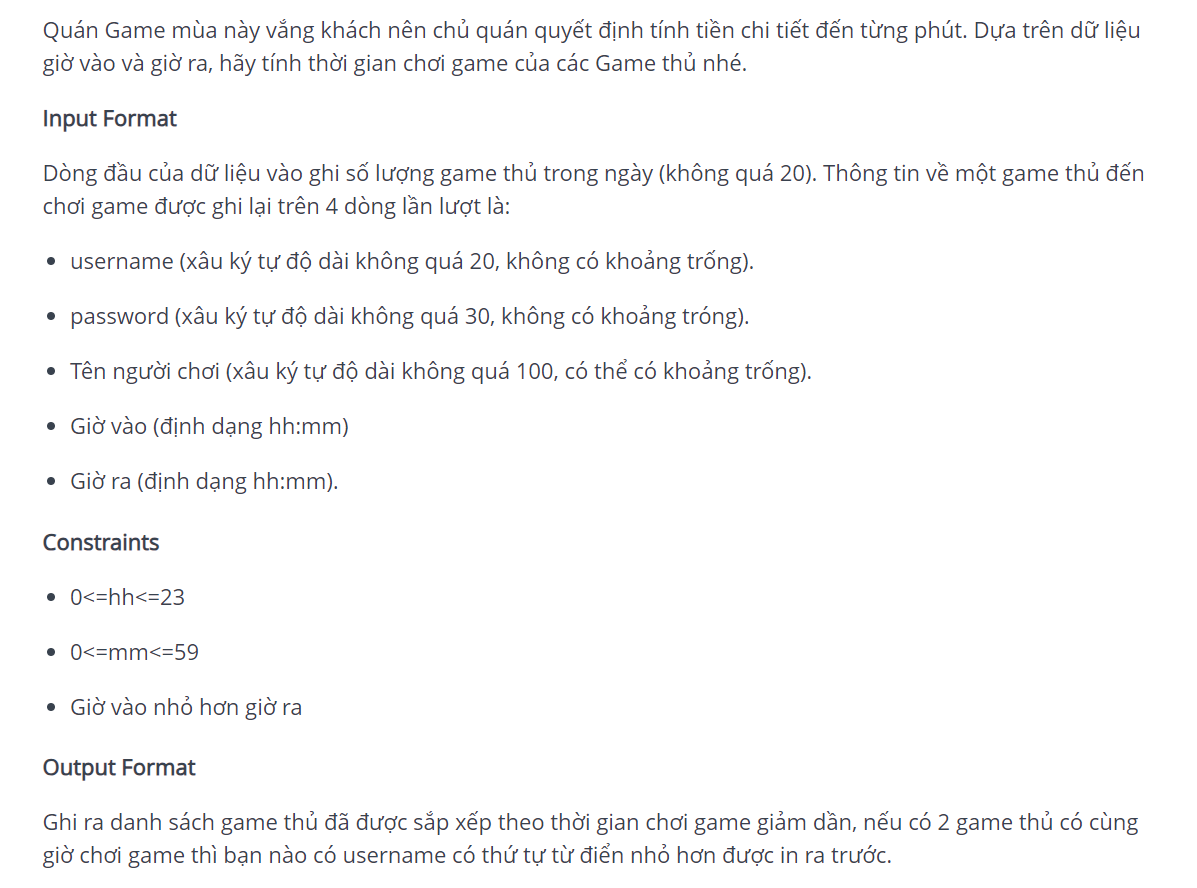 Quán Game mùa này vắng khách nên chủ quán quyết định tính tiền chi tiết đến từng phút. Dựa trên dữ liệu
giờ vào và giờ ra, hãy tính thời gian chơi game của các Game thủ nhé.
Input Format
Dòng đầu của dữ liệu vào ghi số lượng game thủ trong ngày (không quá 20). Thông tin về một game thủ đến
chơi game được ghi lại trên 4 dòng lần lượt là:
• username (xâu ký tự độ dài không quá 20, không có khoảng trống).
• password (xâu ký tự độ dài không quá 30, không có khoảng tróng).
• Tên người chơi (xâu ký tự độ dài không quá 100, có thể có khoảng trống).
• Giờ vào (định dạng hh:mm)
• Giờ ra (định dạng hh:mm).
Constraints
• 0<=hh<=23
• 0<=mm<=59
• Giờ vào nhỏ hơn giờ ra
Output Format
Ghi ra danh sách game thủ đã được sắp xếp theo thời gian chơi game giảm dần, nếu có 2 game thủ có cùng
giờ chơi game thì bạn nào có username có thứ tự từ điển nhỏ hơn được in ra trước.